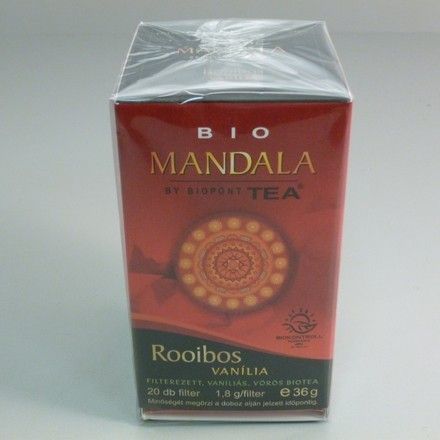 MANDALA
BIO
MANDALA
BY BIOPONT TEA®
BIOKONTROLL
Rooibos
VANÍLIA
FILTEREZETT, VANÍLIÁS, VÖRÖS BIOTEA
20 db filter 1,8 g/filter e 36 g
Minőségét megőrzi a doboz alján jelzett időpontig.